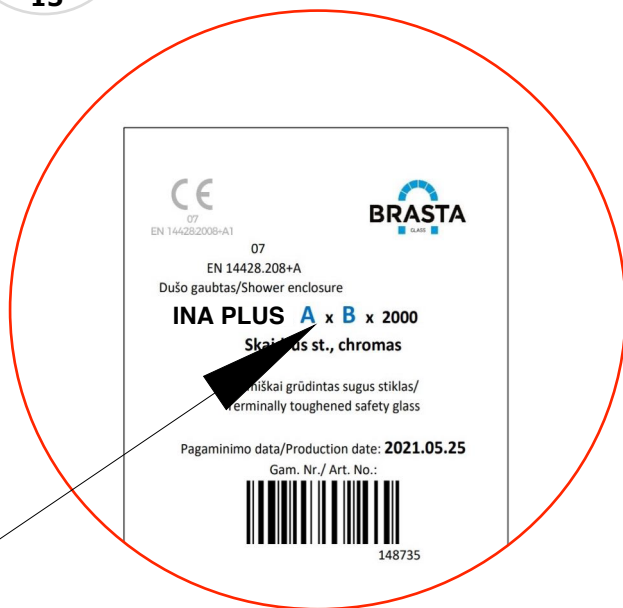 13
CE
07
EN 14428:2008+A1
BRASTA
GLASS
07
EN 14428.208+A
Dušo gaubtas/Shower enclosure
INA PLUS A x B x 2000
st., chromas
grūdintas sugus stiklas/
toughened safety glass
Pagaminimo data/Production date: 2021.05.25
Gam. Nr./ Art. No.:
148735